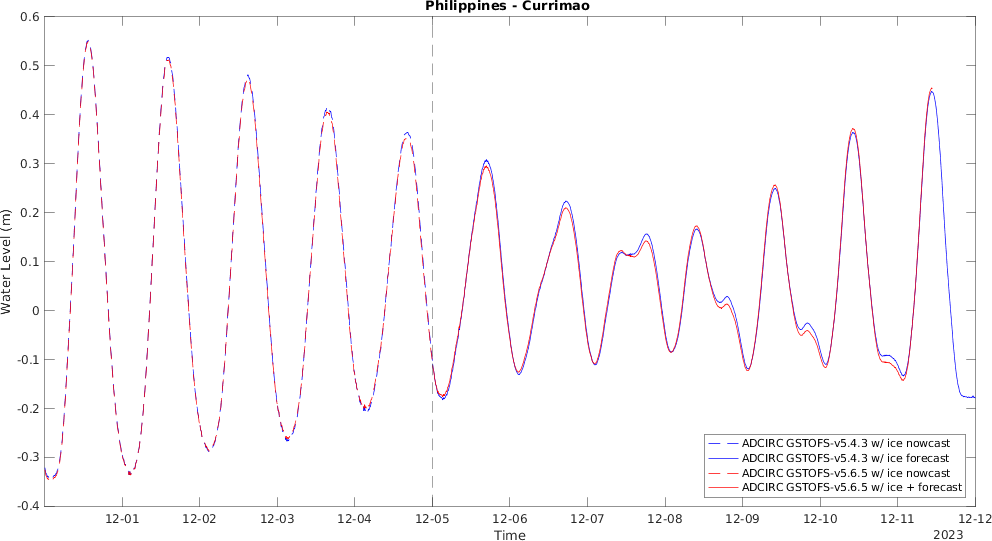 Philippines - Currimao
0.6
0.5
0.4
0.3
0.2
0.1
0
-0.1
-0.2
-0.3
-0.4
Water Level (m)
ADCIRC GSTOFS-v5.4.3 w/ ice nowcast
ADCIRC GSTOFS-v5.4.3 w/ ice forecast
ADCIRC GSTOFS-v5.6.5 w/ ice nowcast
ADCIRC GSTOFS-v5.6.5 w/ ice + forecast
12-01 12-02 12-03 12-04 12-05 12-06 12-07 12-08 12-09 12-10 12-11 12-12
Time
2023